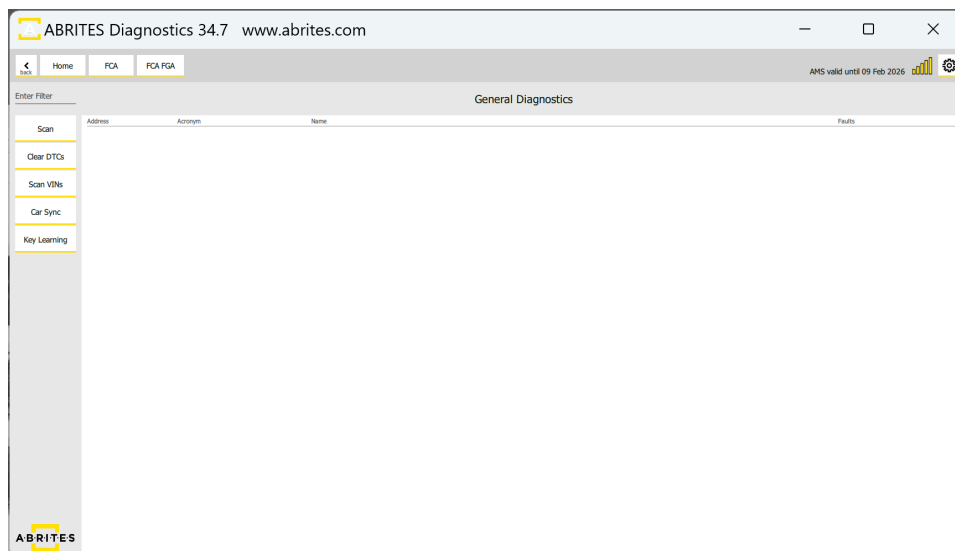 ABRITES Diagnostics 34.7 www.abrites.com
back Home FCA FCA FGA AMS valid until 09 Feb 2026
Enter Filter
General Diagnostics
Address Acronym Name Faults
Scan
Clear DTCs
Scan VINs
Car Sync
Key Learning
A·B·R·I·T·E·S